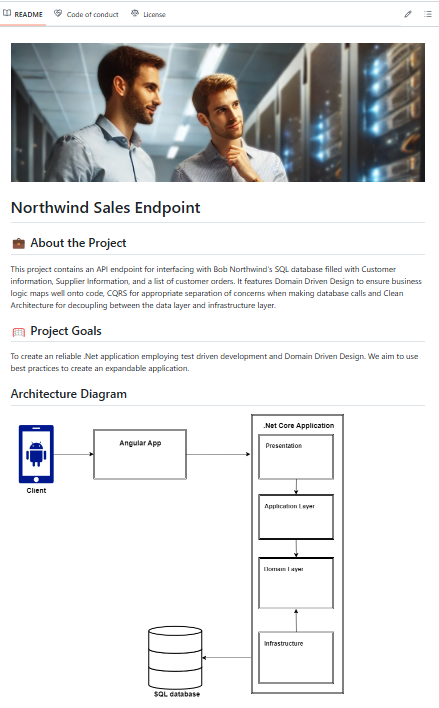 README
Code of conduct
License
Northwind Sales Endpoint
About the Project
This project contains an API endpoint for interfacing with Bob Northwind's SQL database filled with Customer
information, Supplier Information, and a list of customer orders. It features Domain Driven Design to ensure business
logic maps well onto code, CQRS for appropriate separation of concerns when making database calls and Clean
Architecture for decoupling between the data layer and infrastructure layer.
Project Goals
To create an reliable .Net application employing test driven development and Domain Driven Design. We aim to use
best practices to create an expandable application.
Architecture Diagram
.Net Core Application
Angular App
Presentation
Client
Application Layer
Domain Layer
Infrastructure
SQL database